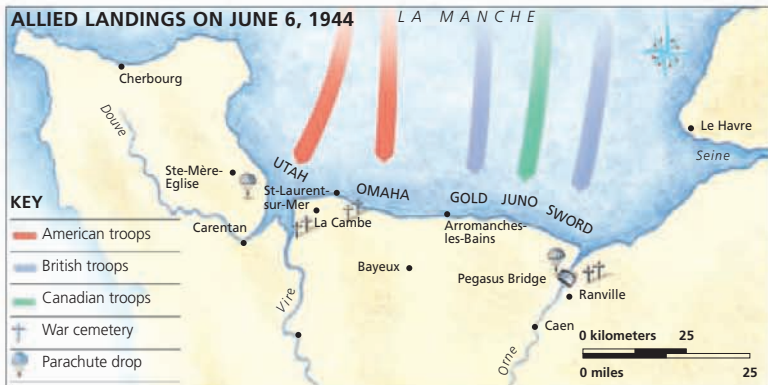 ALLIED LANDINGS ON JUNE 6, 1944
LA MANCHE
Cherbourg
Douve
Le Havre
Seine
Ste-Mère-
Eglise
UTAH
St-Laurent-
sur-Mer
OMAHA
GOLD
JUNO
SWORD
La Cambe
Arromanches-
les-Bains
Carentan
Bayeux
Pegasus Bridge
Ranville
Vire
Caen
Orne
KEY
American troops
British troops
Canadian troops
War cemetery
Parachute drop
0 kilometers 25
0 miles 25